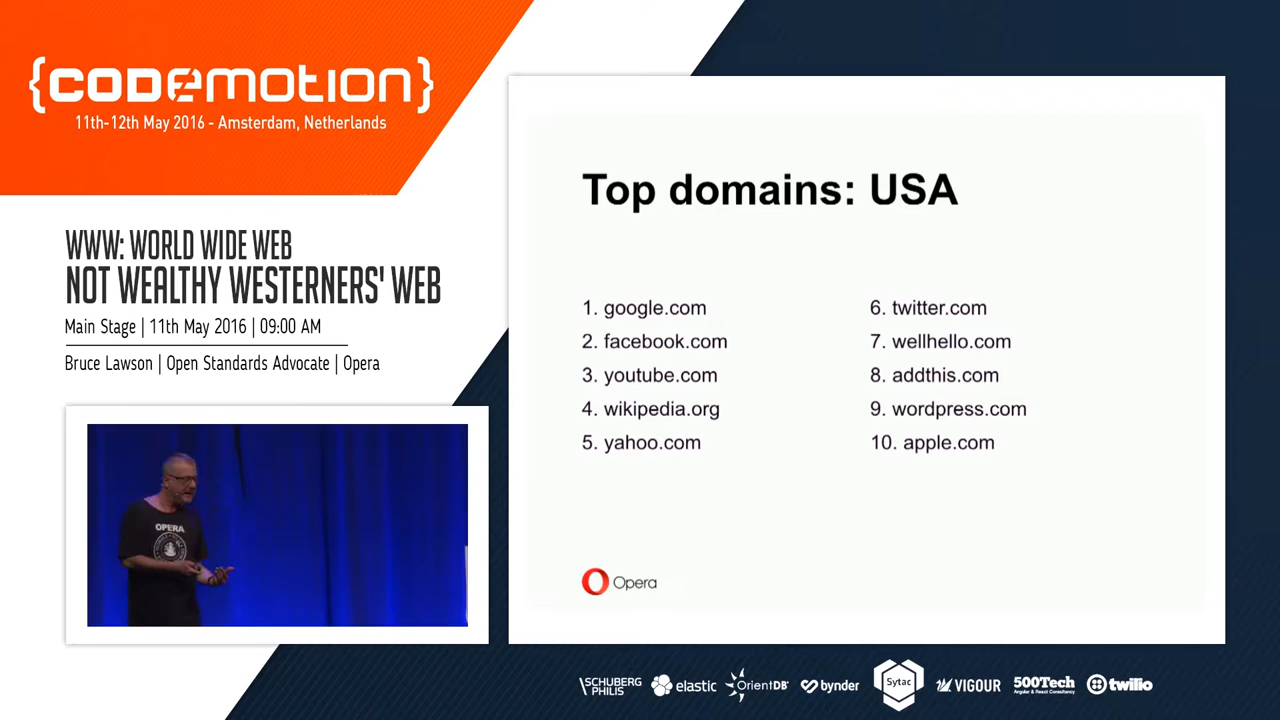 {CODEMOTION}
11th-12th May 2016 - Amsterdam, Netherlands
WWW: WORLD WIDE WEB
NOT WEALTHY WESTERNERS' WEB
Main Stage | 11th May 2016 | 09:00 AM
Bruce Lawson | Open Standards Advocate | Opera
OPERA
Top domains: USA
1. google.com
2. facebook.com
3. youtube.com
4. wikipedia.org
5. yahoo.com
6. twitter.com
7. wellhello.com
8. addthis.com
9. wordpress.com
10. apple.com
Opera
SCHUBERG
PHILIS
elastic
OrientDB
bynder
Sytac
VIGOUR
500Tech
Angular & React Consultancy
twilio